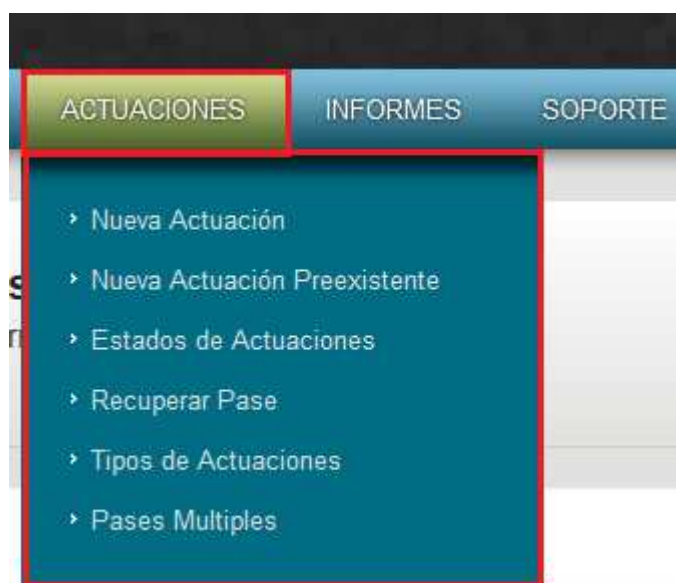 ACTUACIONES INFORMES SOPORTE
Nueva Actuación
Nueva Actuación Preexistente
Estados de Actuaciones
Recuperar Pase
Tipos de Actuaciones
Pases Multiples